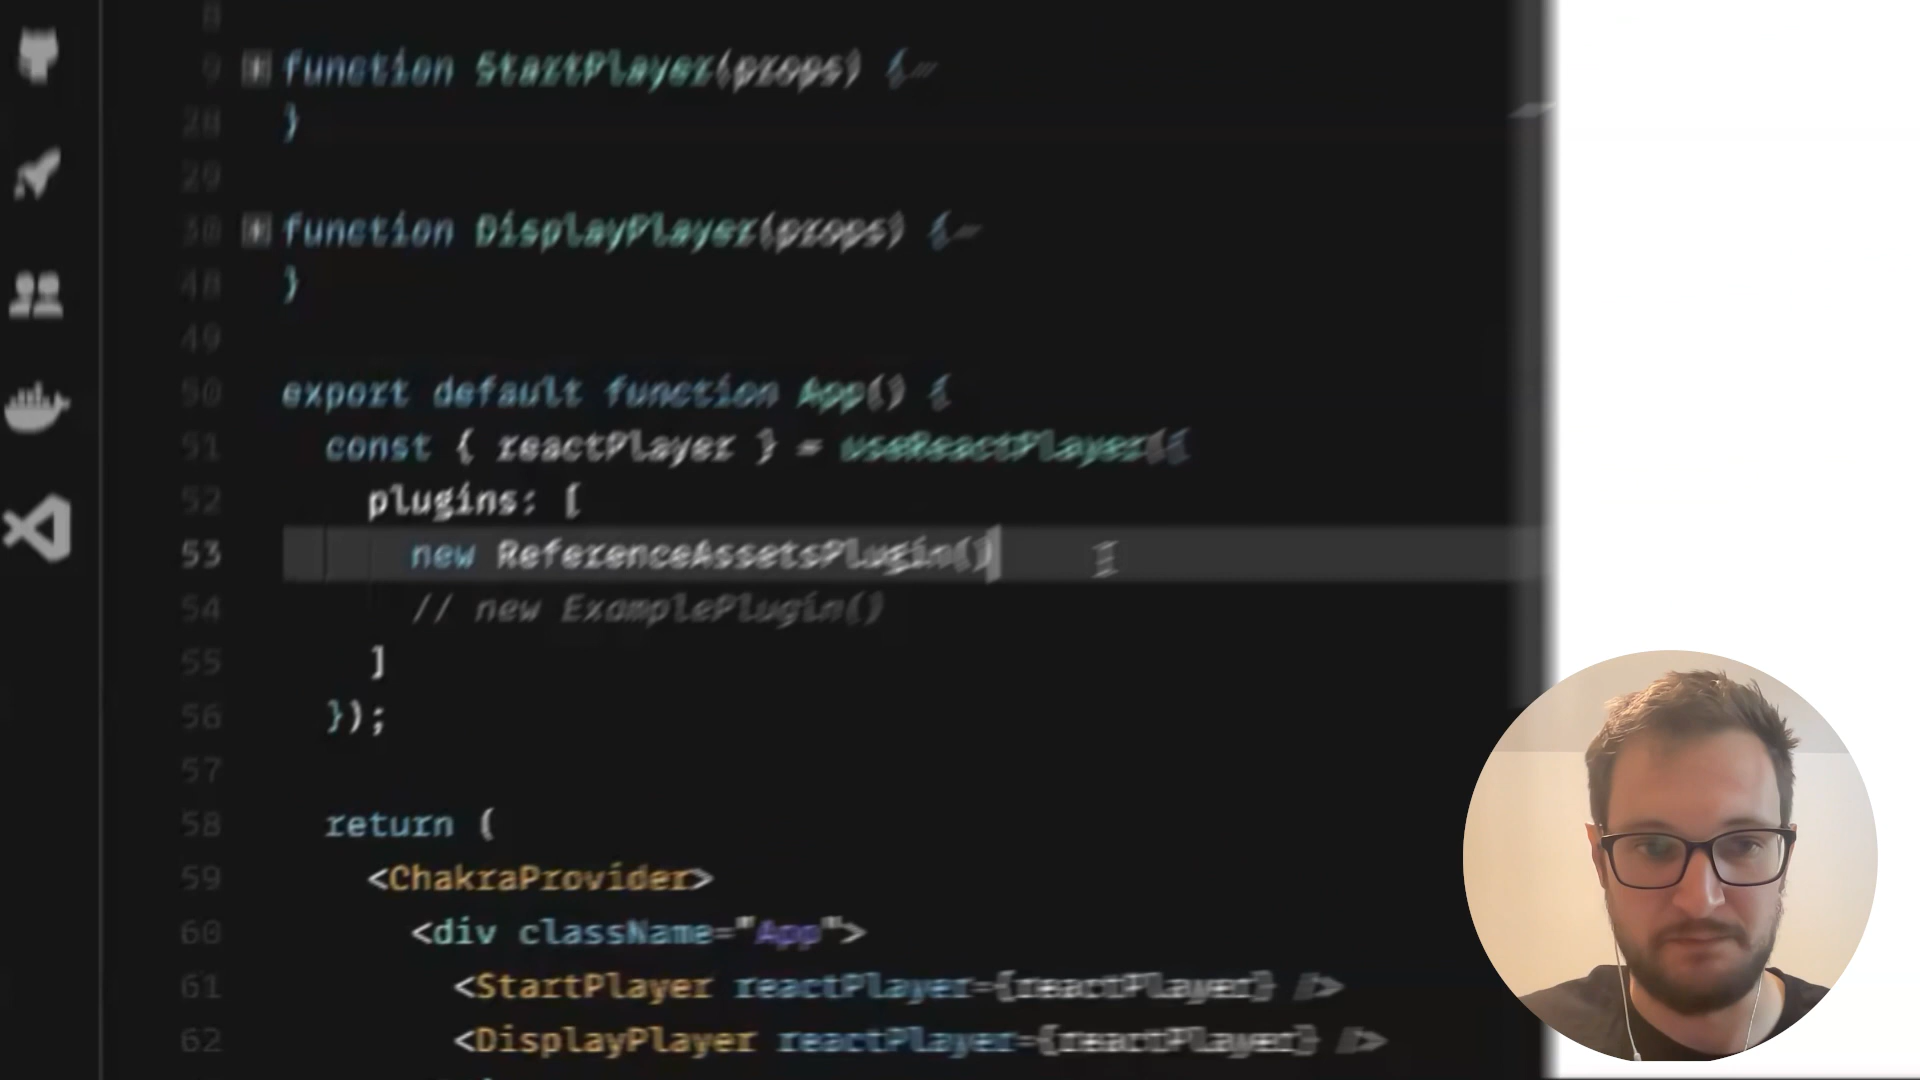 8
9 function StartPlayer(props) {
28 }
29
30 function DisplayPlayer(props) {
48 }
49
50 export default function App() {
51 const { reactPlayer } = useReactPlayer({
52 plugins: [
53 new ReferenceAssetsPlugin()
54 // new ExamplePlugin()
55 ]
56 });
57
58 return (
59 <ChakraProvider>
60 <div className="App">
61 <StartPlayer reactPlayer={reactPlayer} />
62 <DisplayPlayer reactPlayer={reactPlayer} />